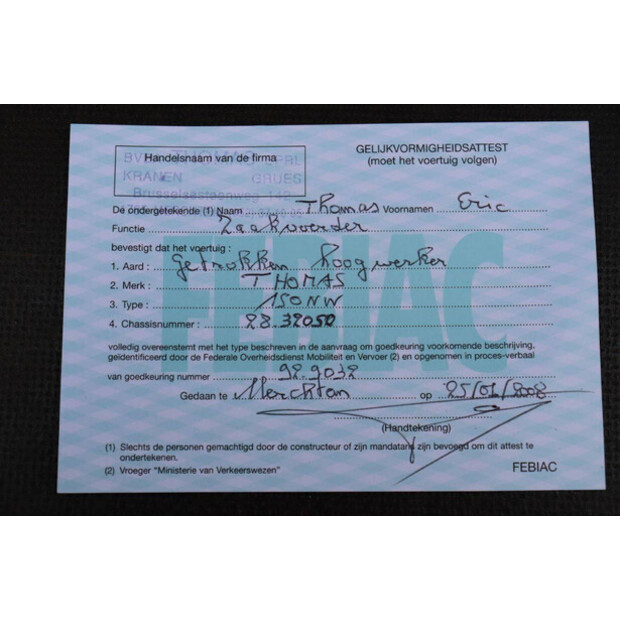 GELIJKVORMIGHEIDSATTEST
(moet het voertuig volgen)
Handelsnaam van de firma
THOMAS SPRL
KRANEN GRUES
De ondergetekende (1) Naam Thomas Voornamen Eric
Functie Zaakvoerder
bevestigt dat het voertuig :
1. Aard : getrokken hoogwerker
2. Merk : THOMAS
3. Type : 150NW
4. Chassisnummer : 28.32050
FEBIAC
volledig overeenstemt met het type beschreven in de aanvraag om goedkeuring voorkomende beschrijving,
geïdentificeerd door de Federale Overheidsdienst Mobiliteit en Vervoer (2) en opgenomen in proces-verbaal
van goedkeuring nummer 92.9032
Gedaan te Merchtem op 25/01/2008
(Handtekening)
(1) Slechts de personen gemachtigd door de constructeur of zijn mandataris zijn bevoegd om dit attest te
ondertekenen.
(2) Vroeger "Ministerie van Verkeerswezen"
FEBIAC